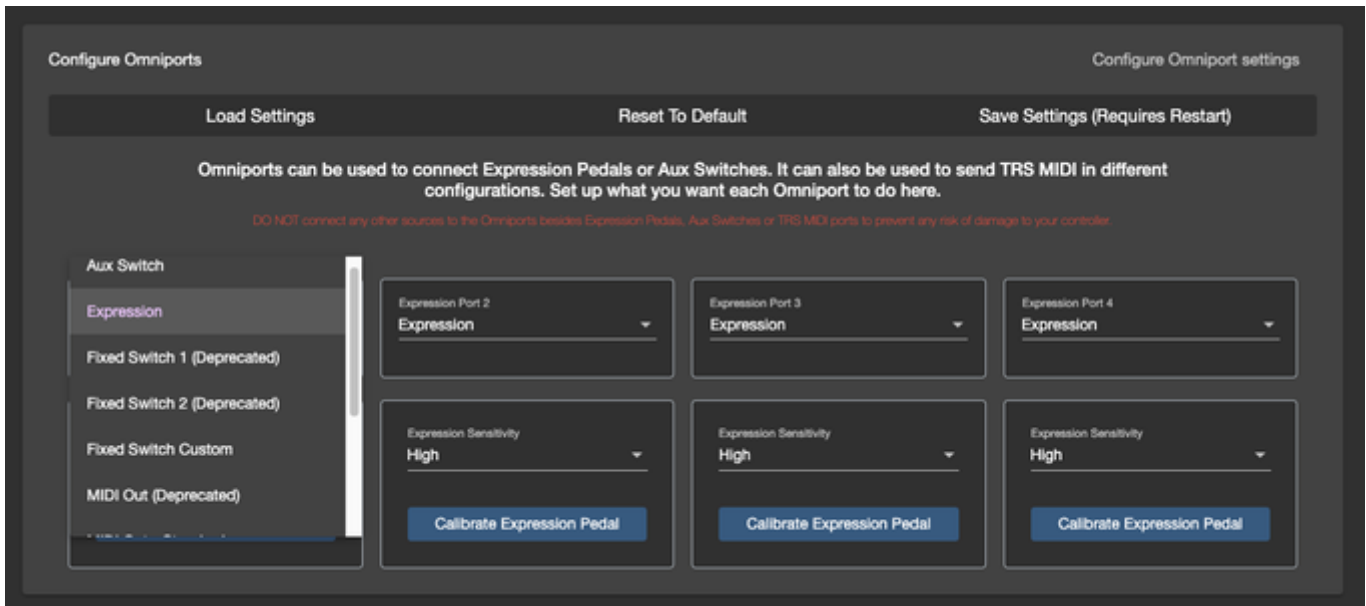 Configure Omniports
Configure Omniport settings
Load Settings
Reset To Default
Save Settings (Requires Restart)
Omniports can be used to connect Expression Pedals or Aux Switches. It can also be used to send TRS MIDI in different
configurations. Set up what you want each Omniport to do here.
DO NOT connect any other sources to the Omniports besides Expression Pedals, Aux Switches or TRS MIDI ports to prevent any risk of damage to your controller.
Aux Switch
Expression
Fixed Switch 1 (Deprecated)
Fixed Switch 2 (Deprecated)
Fixed Switch Custom
MIDI Out (Deprecated)
Expression Port 2
Expression
Expression Port 3
Expression
Expression Port 4
Expression
Expression Sensitivity
High
Calibrate Expression Pedal
Expression Sensitivity
High
Calibrate Expression Pedal
Expression Sensitivity
High
Calibrate Expression Pedal